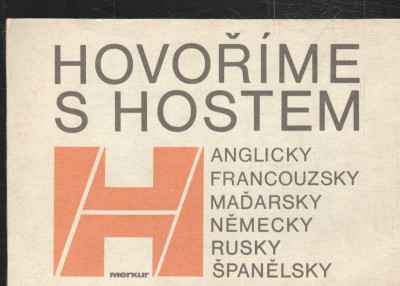 HOVOŘÍME
S HOSTEM
ANGLICKY
FRANCOUZSKY
MAĎARSKY
NĚMECKY
RUSKY
ŠPANĚLSKY
merkur